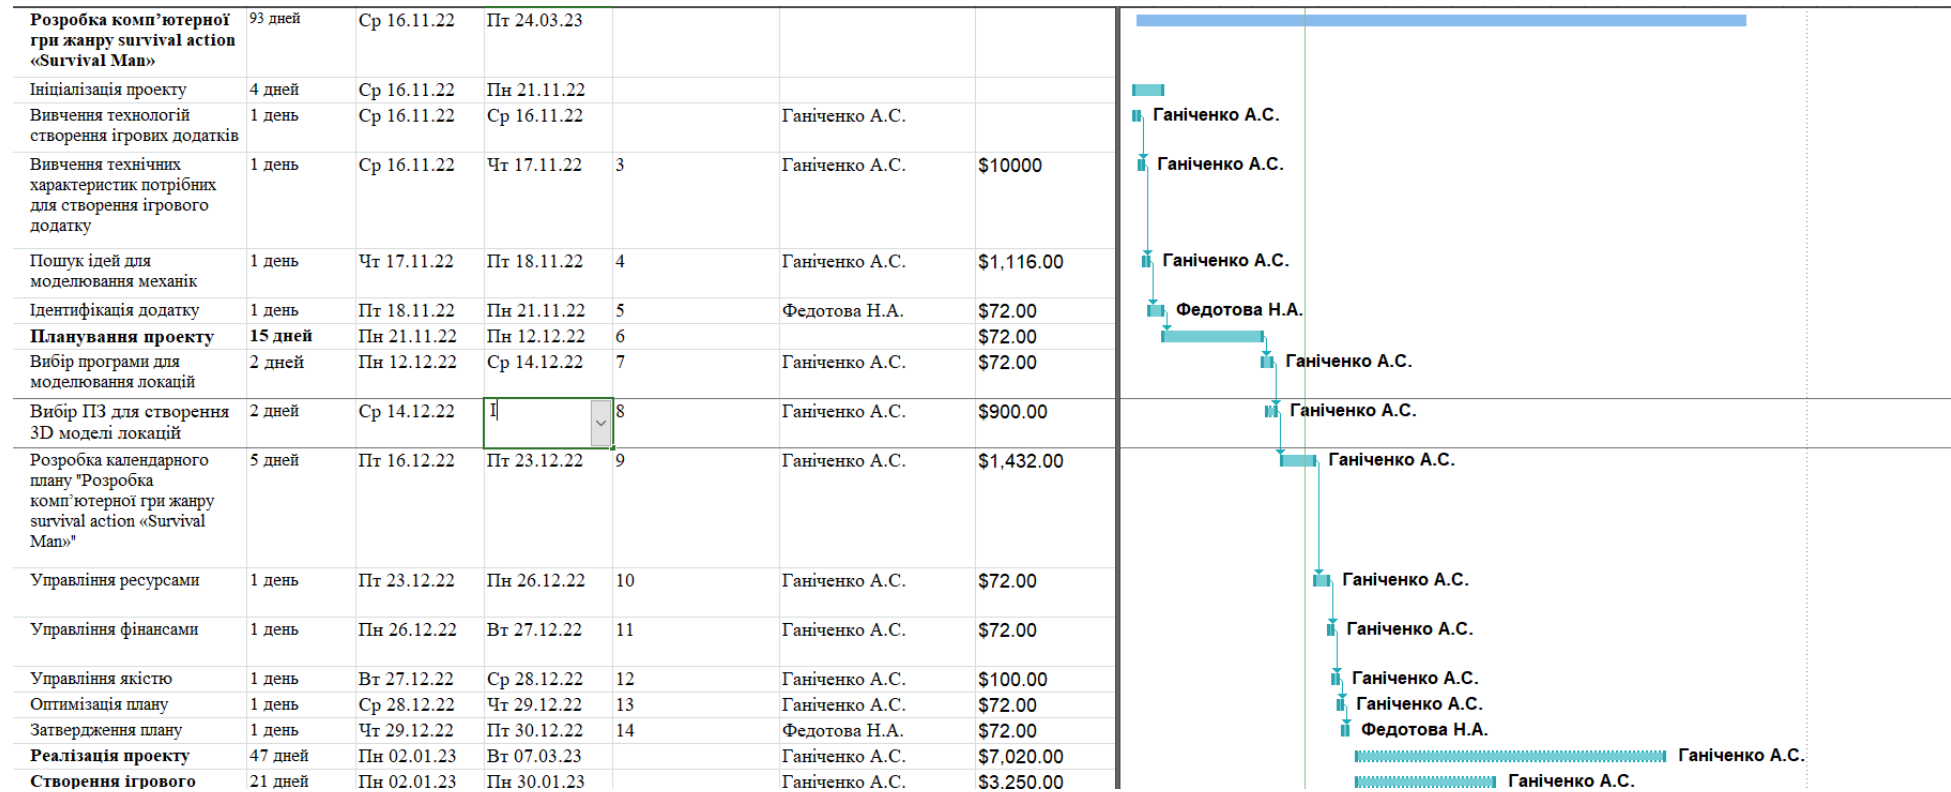 Розробка комп’ютерної гри жанру survival action «Survival Man» 93 дней Ср 16.11.22 Пт 24.03.23
Ініціалізація проекту 4 дней Ср 16.11.22 Пн 21.11.22
Вивчення технологій створення ігрових додатків 1 день Ср 16.11.22 Ср 16.11.22 Ганіченко А.С. Ганіченко А.С.
Вивчення технічних характеристик потрібних для створення ігрового додатку 1 день Ср 16.11.22 Чт 17.11.22 3 Ганіченко А.С. $10000 Ганіченко А.С.
Пошук ідей для моделювання механік 1 день Чт 17.11.22 Пт 18.11.22 4 Ганіченко А.С. $1,116.00 Ганіченко А.С.
Ідентифікація додатку 1 день Пт 18.11.22 Пн 21.11.22 5 Федотова Н.А. $72.00 Федотова Н.А.
Планування проекту 15 дней Пн 21.11.22 Пн 12.12.22 6 $72.00
Вибір програми для моделювання локацій 2 дней Пн 12.12.22 Ср 14.12.22 7 Ганіченко А.С. $72.00 Ганіченко А.С.
Вибір ПЗ для створення 3D моделі локацій 2 дней Ср 14.12.22 8 Ганіченко А.С. $900.00 Ганіченко А.С.
Розробка календарного плану "Розробка комп’ютерної гри жанру survival action «Survival Man»" 5 дней Пт 16.12.22 Пт 23.12.22 9 Ганіченко А.С. $1,432.00 Ганіченко А.С.
Управління ресурсами 1 день Пт 23.12.22 Пн 26.12.22 10 Ганіченко А.С. $72.00 Ганіченко А.С.
Управління фінансами 1 день Пн 26.12.22 Вт 27.12.22 11 Ганіченко А.С. $72.00 Ганіченко А.С.
Управління якістю 1 день Вт 27.12.22 Ср 28.12.22 12 Ганіченко А.С. $100.00 Ганіченко А.С.
Оптимізація плану 1 день Ср 28.12.22 Чт 29.12.22 13 Ганіченко А.С. $72.00 Ганіченко А.С.
Затвердження плану 1 день Чт 29.12.22 Пт 30.12.22 14 Федотова Н.А. $72.00 Федотова Н.А.
Реалізація проекту 47 дней Пн 02.01.23 Вт 07.03.23 Ганіченко А.С. $7,020.00 Ганіченко А.С.
Створення ігрового 21 дней Пн 02.01.23 Пн 30.01.23 Ганіченко А.С. $3,250.00 Ганіченко А.С.